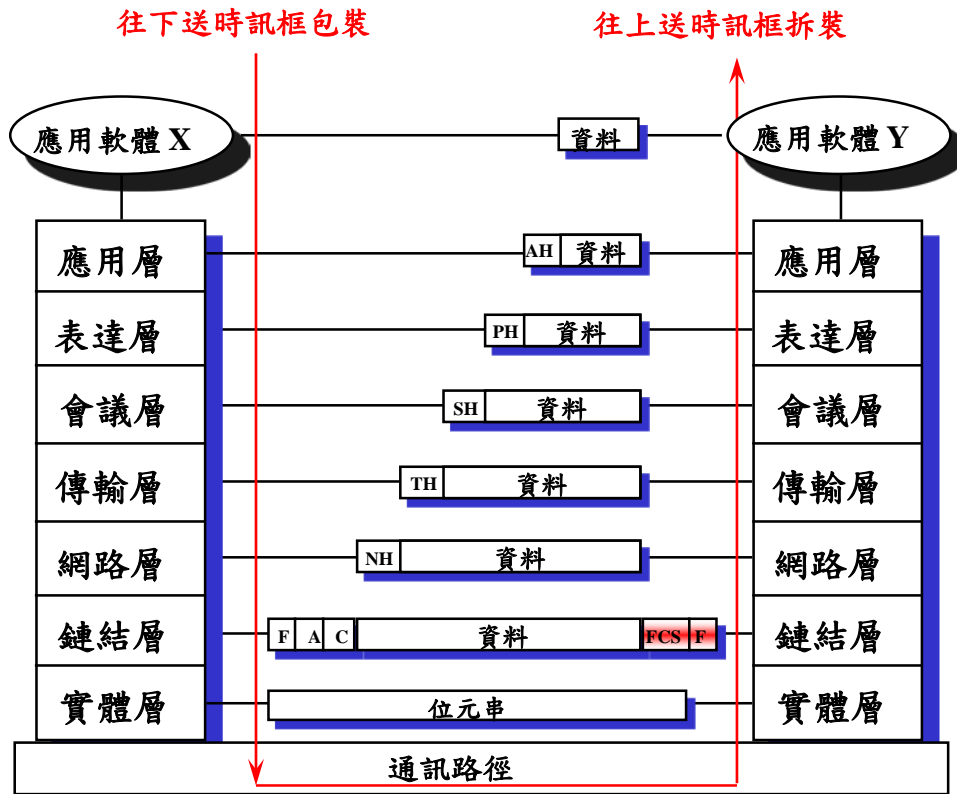 往下送時訊框包裝 往上送時訊框拆裝
應用軟體 X 資料 應用軟體 Y
應用層 AH 資料 應用層
表達層 PH 資料 表達層
會議層 SH 資料 會議層
傳輸層 TH 資料 傳輸層
網路層 NH 資料 網路層
鏈結層 F A C 資料 FCS F 鏈結層
實體層 位元串 實體層
通訊路徑